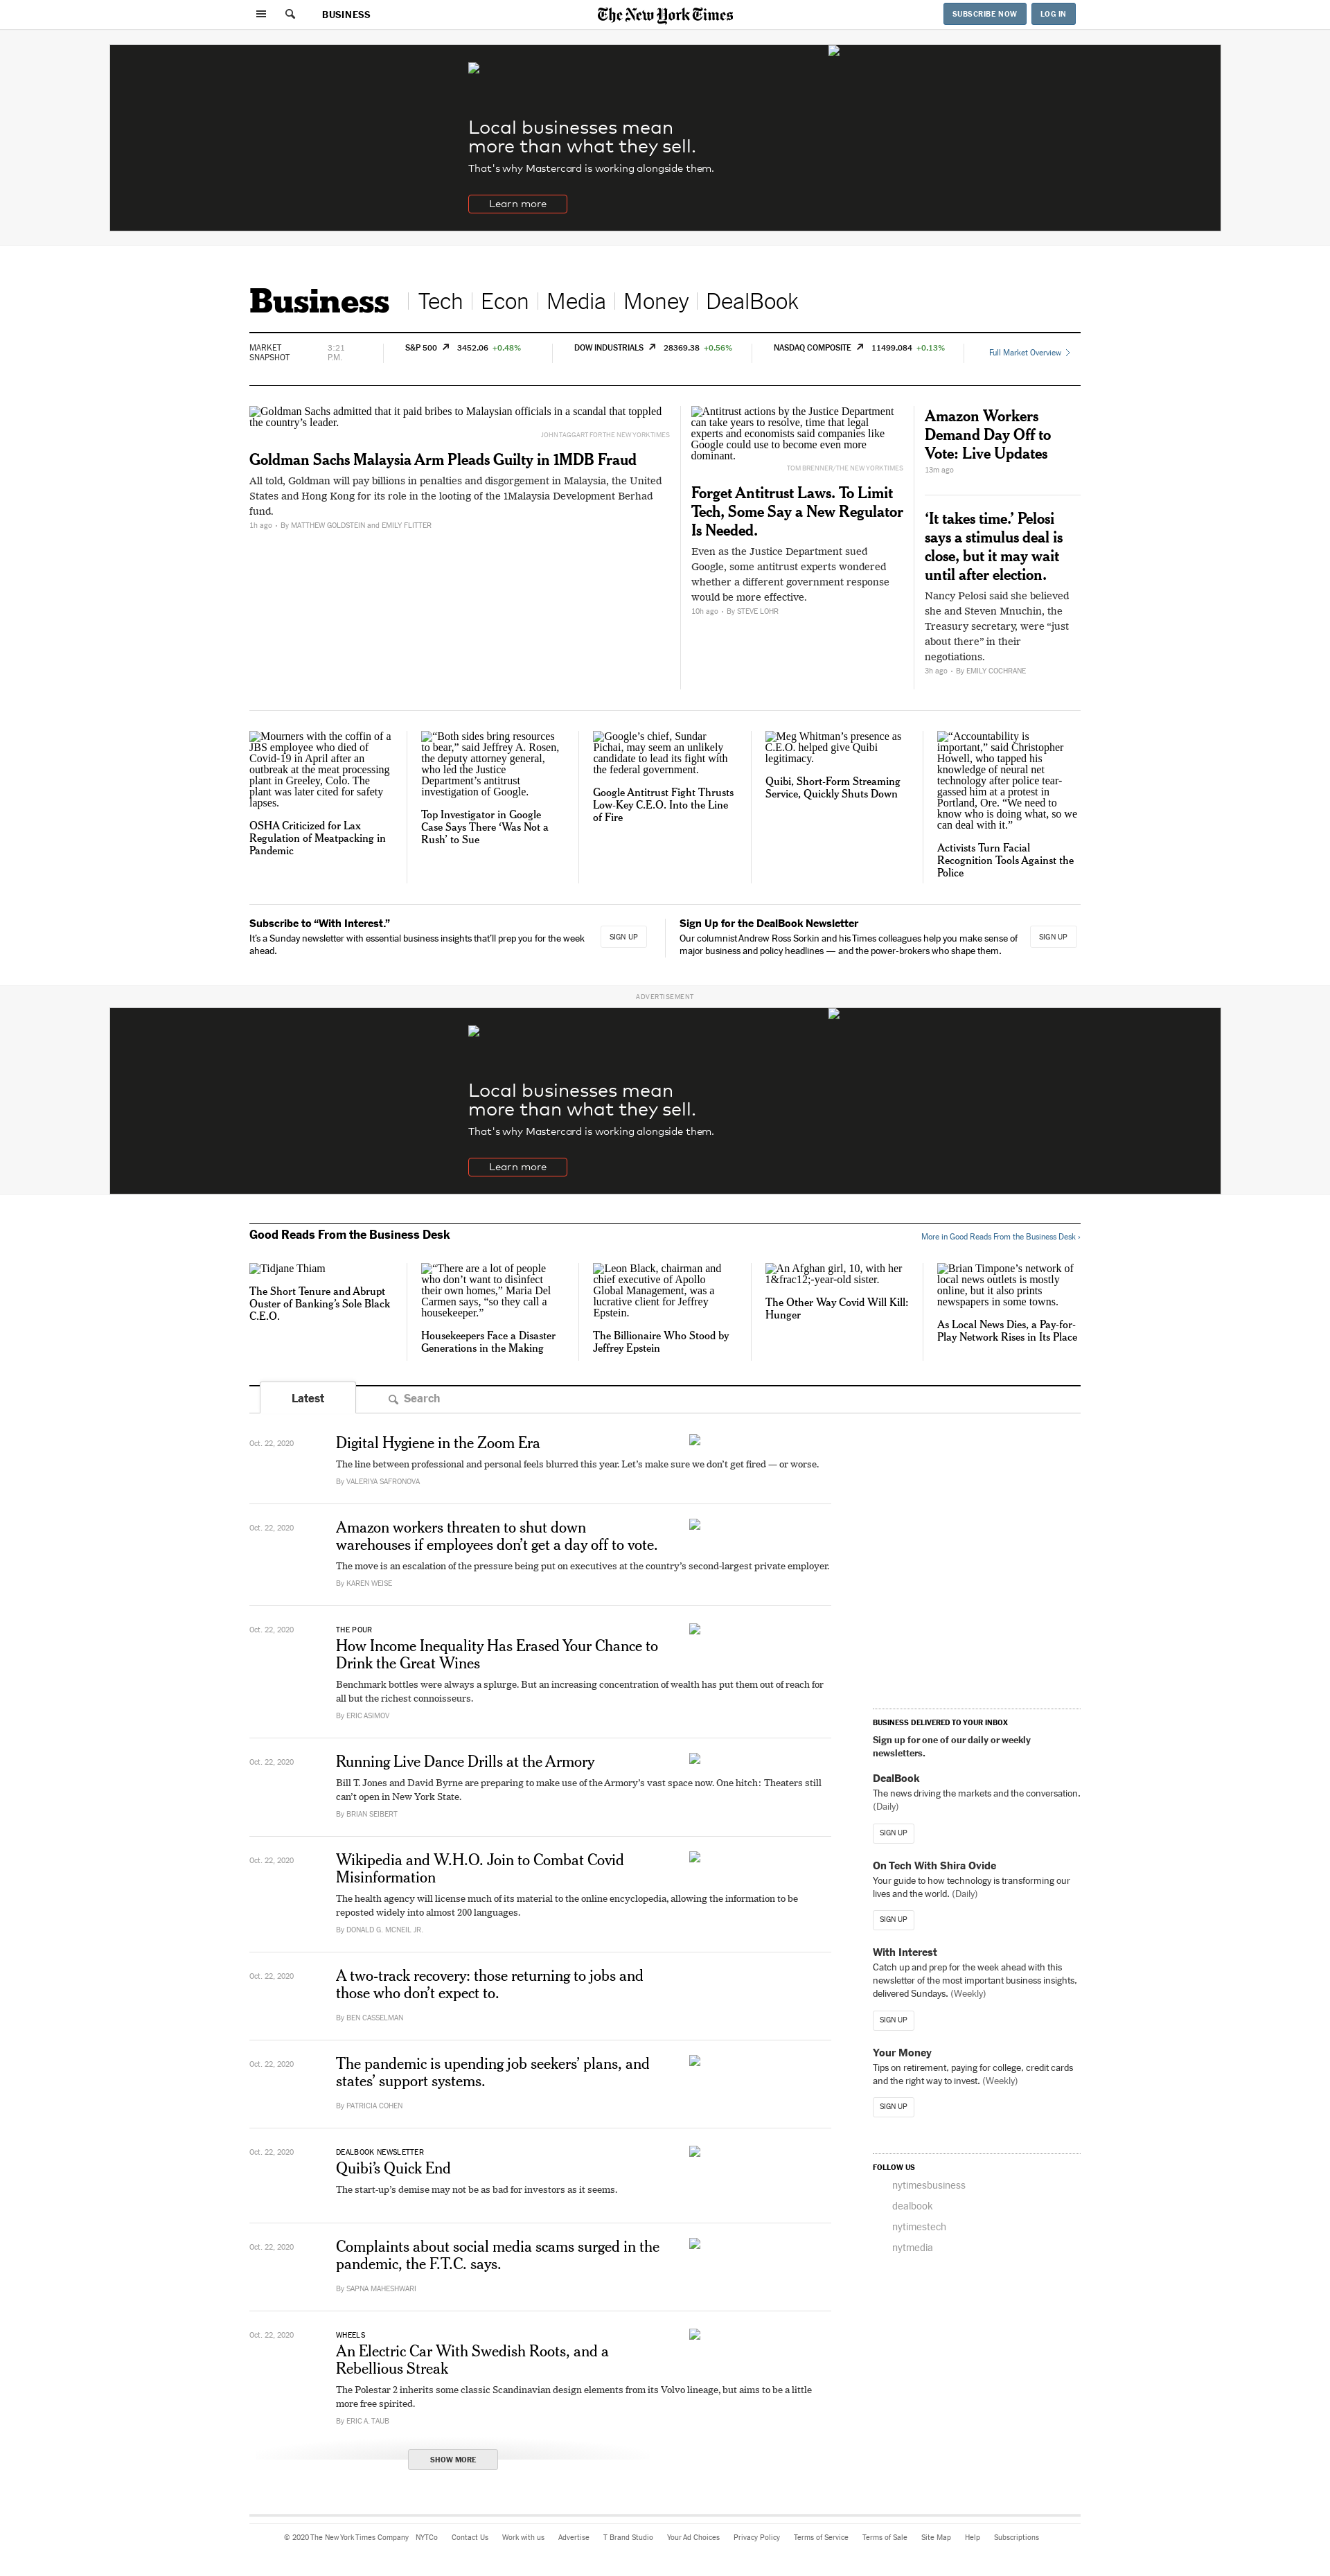 BUSINESS
The New York Times
SUBSCRIBE NOW
LOG IN
Local businesses mean
more than what they sell.
That's why Mastercard is working alongside them.
Learn more
Business
Tech
Econ
Media
Money
DealBook
MARKET
SNAPSHOT
3:21
P.M.
S&P 500 3452.06 +0.48%
DOW INDUSTRIALS 28369.38 +0.56%
NASDAQ COMPOSITE 11499.084 +0.13%
Full Market Overview
Goldman Sachs admitted that it paid bribes to Malaysian officials in a scandal that toppled
the country’s leader.
JOHN TAGGART FOR THE NEW YORK TIMES
Goldman Sachs Malaysia Arm Pleads Guilty in 1MDB Fraud
All told, Goldman will pay billions in penalties and disgorgement in Malaysia, the United
States and Hong Kong for its role in the looting of the 1Malaysia Development Berhad
fund.
1h ago • By MATTHEW GOLDSTEIN and EMILY FLITTER
Antitrust actions by the Justice Department
can take years to resolve, time that legal
experts and economists said companies like
Google could use to become even more
dominant.
TOM BRENNER/THE NEW YORK TIMES
Forget Antitrust Laws. To Limit
Tech, Some Say a New Regulator
Is Needed.
Even as the Justice Department sued
Google, some antitrust experts wondered
whether a different government response
would be more effective.
10h ago • By STEVE LOHR
Amazon Workers
Demand Day Off to
Vote: Live Updates
13m ago
‘It takes time.’ Pelosi
says a stimulus deal is
close, but it may wait
until after election.
Nancy Pelosi said she believed
she and Steven Mnuchin, the
Treasury secretary, were “just
about there” in their
negotiations.
3h ago • By EMILY COCHRANE
Mourners with the coffin of a
JBS employee who died of
Covid-19 in April after an
outbreak at the meat processing
plant in Greeley, Colo. The
plant was later cited for safety
lapses.
OSHA Criticized for Lax
Regulation of Meatpacking in
Pandemic
“Both sides bring resources
to bear,” said Jeffrey A. Rosen,
the deputy attorney general,
who led the Justice
Department’s antitrust
investigation of Google.
Top Investigator in Google
Case Says There ‘Was Not a
Rush’ to Sue
Google’s chief, Sundar
Pichai, may seem an unlikely
candidate to lead its fight with
the federal government.
Google Antitrust Fight Thrusts
Low-Key C.E.O. Into the Line
of Fire
Meg Whitman’s presence as
C.E.O. helped give Quibi
legitimacy.
Quibi, Short-Form Streaming
Service, Quickly Shuts Down
“Accountability is
important,” said Christopher
Howell, who tapped his
knowledge of neural net
technology after police tear-
gassed him at a protest in
Portland, Ore. “We need to
know who is doing what, so we
can deal with it.”
Activists Turn Facial
Recognition Tools Against the
Police
Subscribe to “With Interest.”
It’s a Sunday newsletter with essential business insights that’ll prep you for the week
ahead.
SIGN UP
Sign Up for the DealBook Newsletter
Our columnist Andrew Ross Sorkin and his Times colleagues help you make sense of
major business and policy headlines — and the power-brokers who shape them.
SIGN UP
ADVERTISEMENT
Local businesses mean
more than what they sell.
That's why Mastercard is working alongside them.
Learn more
Good Reads From the Business Desk
More in Good Reads From the Business Desk ›
Tidjane Thiam
The Short Tenure and Abrupt
Ouster of Banking’s Sole Black
C.E.O.
“There are a lot of people
who don’t want to disinfect
their own homes,” Maria Del
Carmen says, “so they call a
housekeeper.”
Housekeepers Face a Disaster
Generations in the Making
Leon Black, chairman and
chief executive of Apollo
Global Management, was a
lucrative client for Jeffrey
Epstein.
The Billionaire Who Stood by
Jeffrey Epstein
An Afghan girl, 10, with her
1&frac12;-year-old sister.
The Other Way Covid Will Kill:
Hunger
Brian Timpone’s network of
local news outlets is mostly
online, but it also prints
newspapers in some towns.
As Local News Dies, a Pay-for-
Play Network Rises in Its Place
Latest
Search
Oct. 22, 2020
Digital Hygiene in the Zoom Era
The line between professional and personal feels blurred this year. Let’s make sure we don’t get fired — or worse.
By VALERIYA SAFRONOVA
Oct. 22, 2020
Amazon workers threaten to shut down
warehouses if employees don’t get a day off to vote.
The move is an escalation of the pressure being put on executives at the country’s second-largest private employer.
By KAREN WEISE
Oct. 22, 2020
THE POUR
How Income Inequality Has Erased Your Chance to
Drink the Great Wines
Benchmark bottles were always a splurge. But an increasing concentration of wealth has put them out of reach for
all but the richest connoisseurs.
By ERIC ASIMOV
Oct. 22, 2020
Running Live Dance Drills at the Armory
Bill T. Jones and David Byrne are preparing to make use of the Armory’s vast space now. One hitch: Theaters still
can’t open in New York State.
By BRIAN SEIBERT
Oct. 22, 2020
Wikipedia and W.H.O. Join to Combat Covid
Misinformation
The health agency will license much of its material to the online encyclopedia, allowing the information to be
reposted widely into almost 200 languages.
By DONALD G. MCNEIL JR.
Oct. 22, 2020
A two-track recovery: those returning to jobs and
those who don’t expect to.
By BEN CASSELMAN
Oct. 22, 2020
The pandemic is upending job seekers’ plans, and
states’ support systems.
By PATRICIA COHEN
Oct. 22, 2020
DEALBOOK NEWSLETTER
Quibi’s Quick End
The start-up’s demise may not be as bad for investors as it seems.
Oct. 22, 2020
Complaints about social media scams surged in the
pandemic, the F.T.C. says.
By SAPNA MAHESHWARI
Oct. 22, 2020
WHEELS
An Electric Car With Swedish Roots, and a
Rebellious Streak
The Polestar 2 inherits some classic Scandinavian design elements from its Volvo lineage, but aims to be a little
more free spirited.
By ERIC A. TAUB
SHOW MORE
BUSINESS DELIVERED TO YOUR INBOX
Sign up for one of our daily or weekly
newsletters.
DealBook
The news driving the markets and the conversation.
(Daily)
SIGN UP
On Tech With Shira Ovide
Your guide to how technology is transforming our
lives and the world. (Daily)
SIGN UP
With Interest
Catch up and prep for the week ahead with this
newsletter of the most important business insights,
delivered Sundays. (Weekly)
SIGN UP
Your Money
Tips on retirement, paying for college, credit cards
and the right way to invest. (Weekly)
SIGN UP
FOLLOW US
nytimesbusiness
dealbook
nytimestech
nytmedia
© 2020 The New York Times Company NYTCo Contact Us Work with us Advertise T Brand Studio Your Ad Choices Privacy Policy Terms of Service Terms of Sale Site Map Help Subscriptions